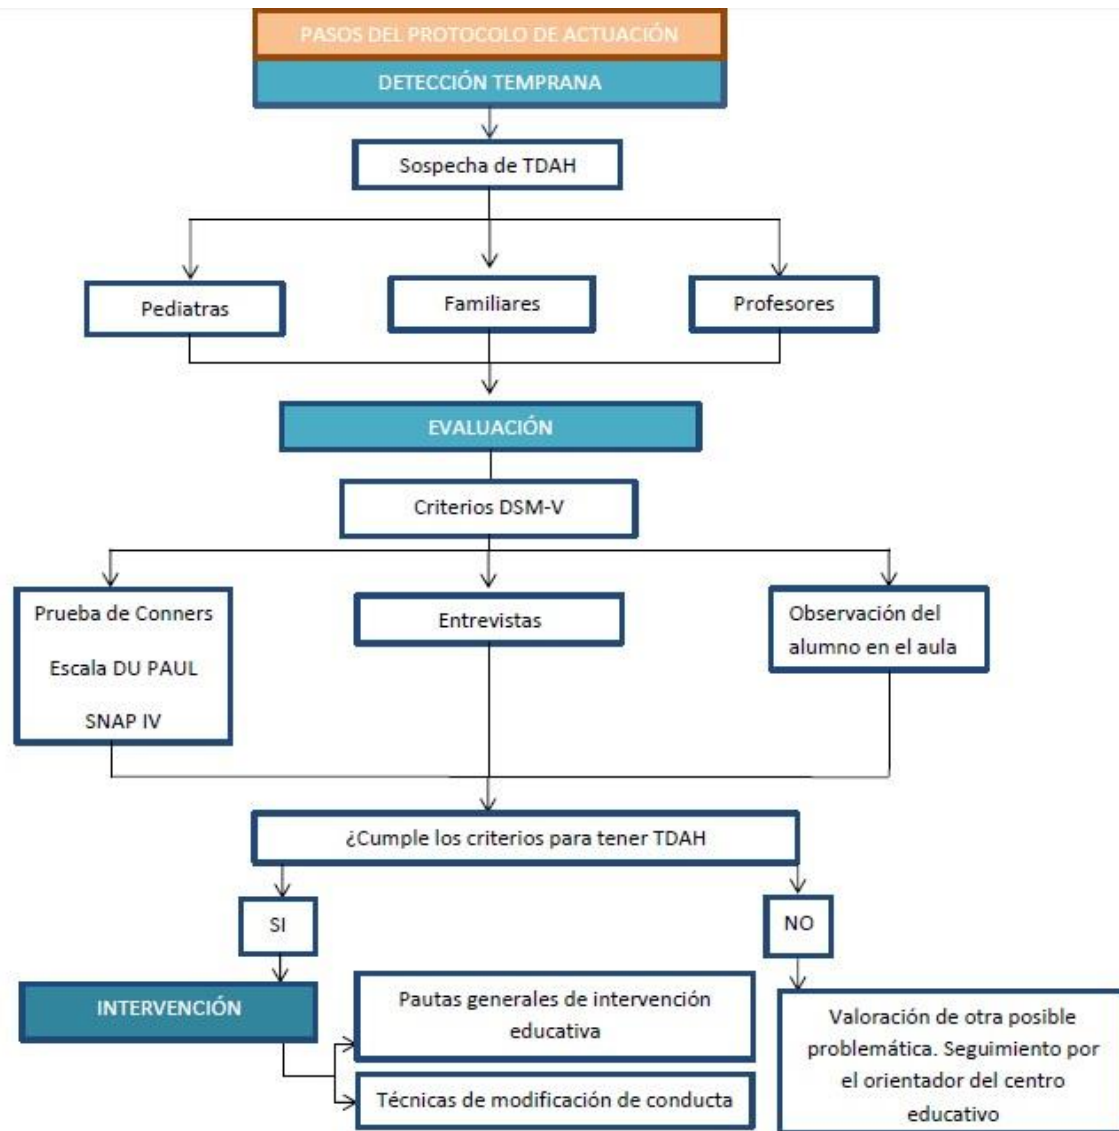 PASOS DEL PROTOCOLO DE ACTUACIÓN
DETECCIÓN TEMPRANA
Sospecha de TDAH
Pediatras
Familiares
Profesores
EVALUACIÓN
Criterios DSM-V
Prueba de Conners
Escala DU PAUL
SNAP IV
Entrevistas
Observación del
alumno en el aula
¿Cumple los criterios para tener TDAH
SI
NO
INTERVENCIÓN
Pautas generales de intervención
educativa
Técnicas de modificación de conducta
Valoración de otra posible
problemática. Seguimiento por
el orientador del centro
educativo